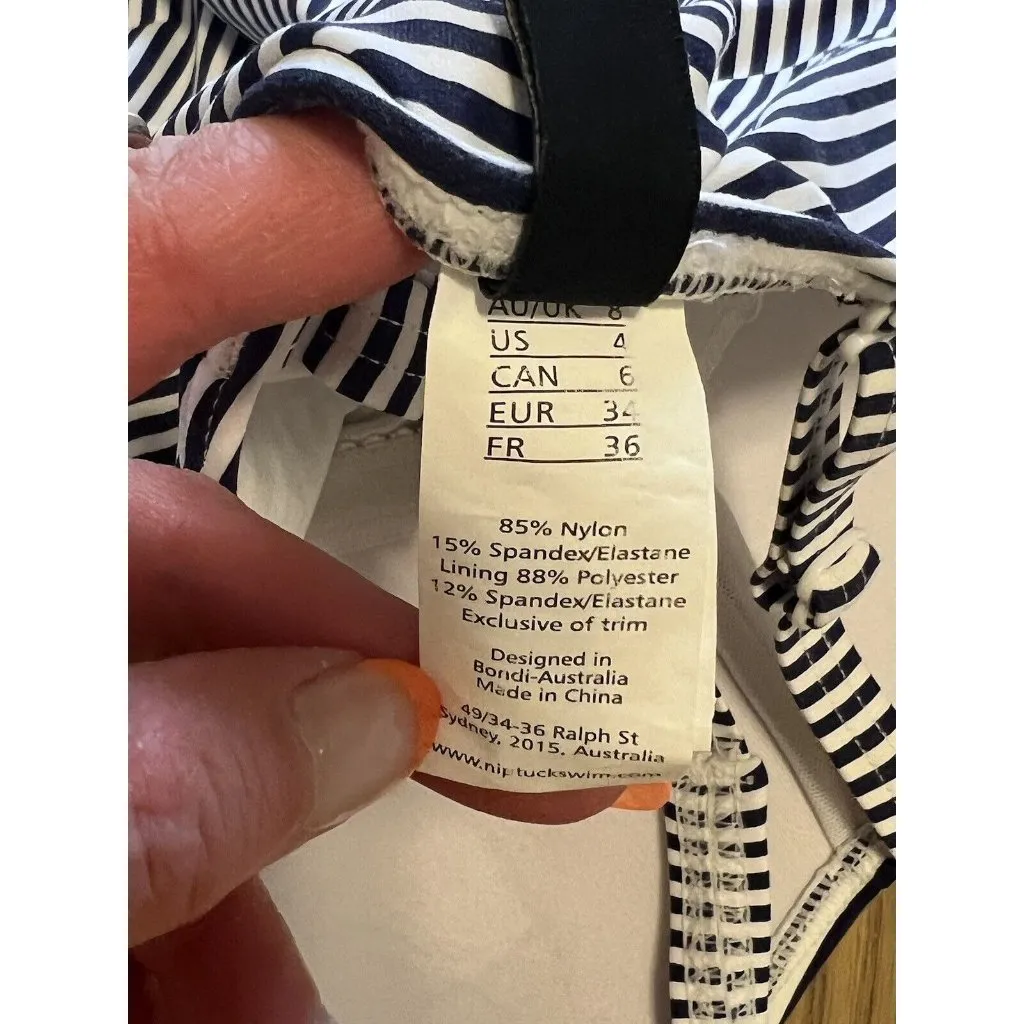 AU/UK 8
US 4
CAN 6
EUR 34
FR 36
85% Nylon
15% Spandex/Elastane
Lining 88% Polyester
12% Spandex/Elastane
Exclusive of trim
Designed in
Bondi-Australia
Made in China
49/34-36 Ralph St
Sydney, 2015. Australia
www.niptuckswim.com